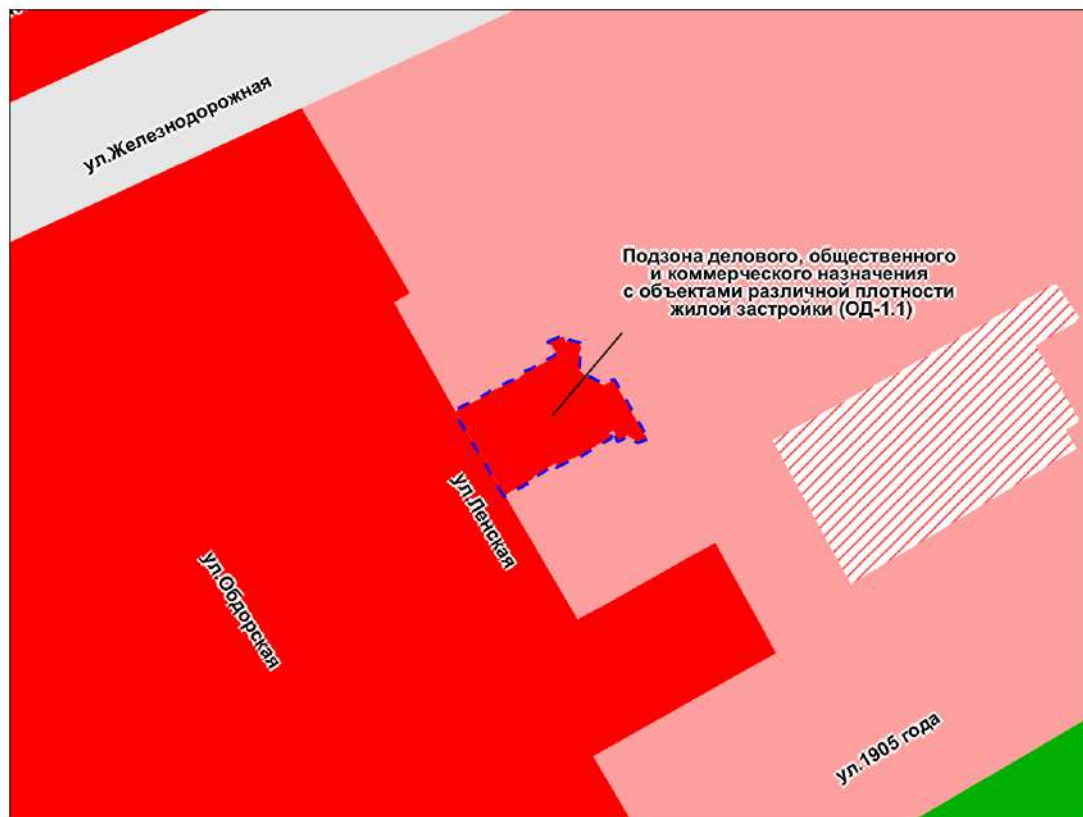 ул.Железнодорожная
Подзона делового, общественного
и коммерческого назначения
с объектами различной плотности
жилой застройки (ОД-1.1)
ул.Ленская
ул.Обдорская
ул.1905 года